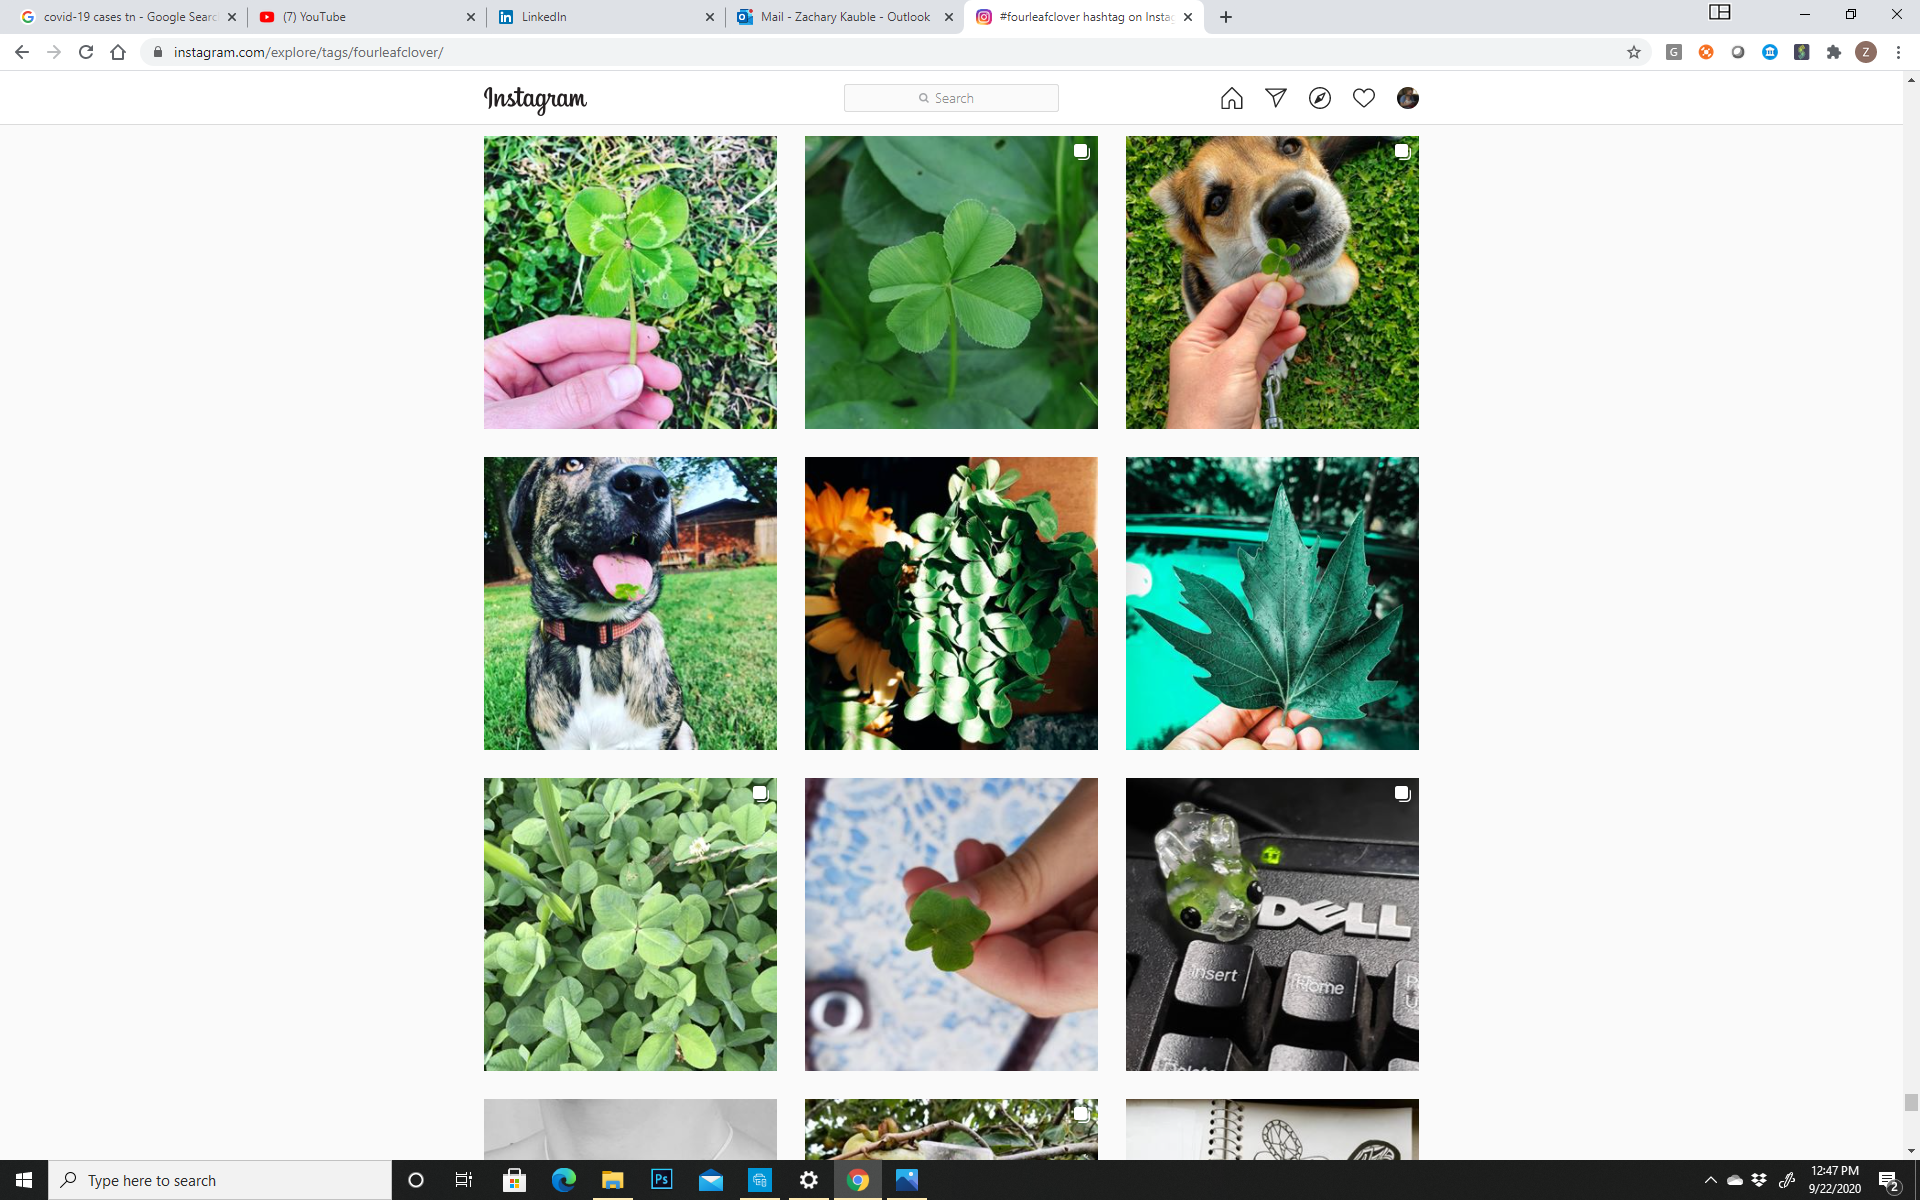 covid-19 cases tn - Google Searc
(7) YouTube
LinkedIn
Mail - Zachary Kauble - Outlook
#fourleafclover hashtag on Insta
instagram.com/explore/tags/fourleafclover/
G
Z
Instagram
Search
DELL
Insert
Home
Delete
Type here to search
Ps
12:47 PM
9/22/2020
2